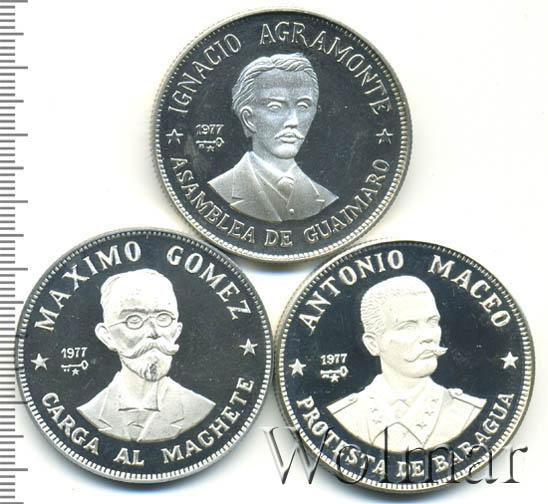 IGNACIO AGRAMONTE
1977
ASAMBLEA DE GUAIMARO
MAXIMO GOMEZ
1977
CARGA AL MACHETE
ANTONIO MACEO
1977
PROTESTA DE BARAGUA
Wolmar